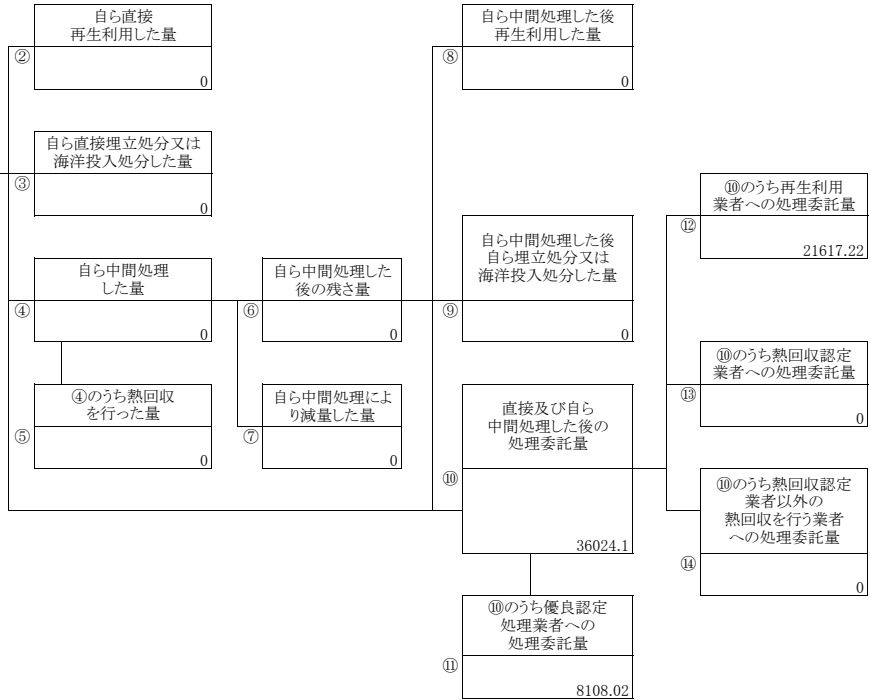 自ら直接
再生利用した量
②
0
自ら中間処理した後
再生利用した量
⑧
0
自ら直接埋立処分又は
海洋投入処分した量
③
0
⑩のうち再生利用
業者への処理委託量
⑫
21617.22
自ら中間処理
した量
④
0
自ら中間処理した
後の残さ量
⑥
0
自ら中間処理した後
自ら埋立処分又は
海洋投入処分した量
⑨
0
⑩のうち熱回収認定
業者への処理委託量
⑬
0
④のうち熱回収
を行った量
⑤
0
自ら中間処理によ
り減量した量
⑦
0
直接及び自ら
中間処理した後の
処理委託量
⑩
36024.1
⑩のうち熱回収認定
業者以外の
熱回収を行う業者
への処理委託量
⑭
0
⑩のうち優良認定
処理業者への
処理委託量
⑪
8108.02